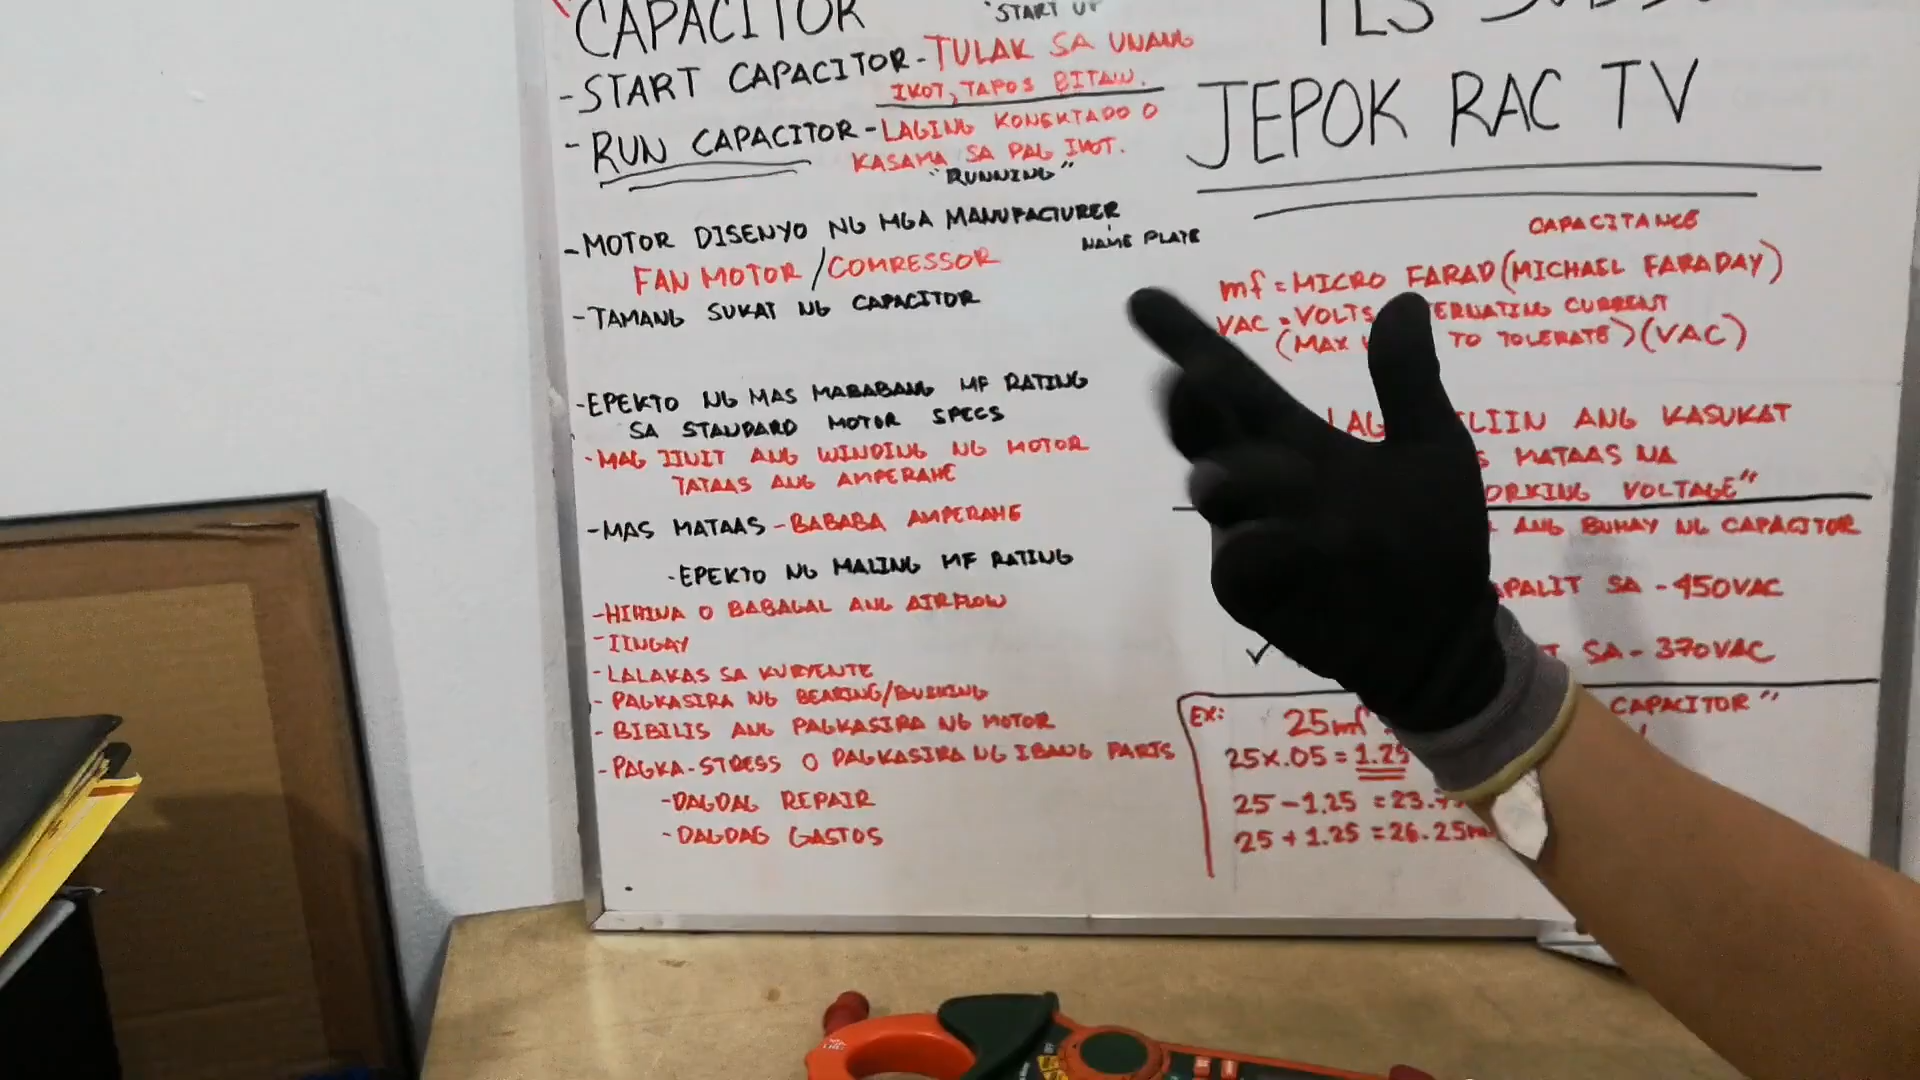 CAPACITOR
"START UP"
- START CAPACITOR - TULAK SA UNANG
IKOT, TAPOS BITAW.
- RUN CAPACITOR - LAGING KONEKTADO O
KASAMA SA PAG IKOT.
"RUNNING"
- MOTOR DISENYO NG MGA MANUFACTURER
NAME PLATE
FAN MOTOR / COMRESSOR
- TAMANG SUKAT NG CAPACITOR
- EPEKTO NG MAS MABABANG MF RATING
SA STANDARD MOTOR SPECS
- MAG IINIT ANG WINDING NG MOTOR
TATAAS ANG AMPERAHE
- MAS MATAAS - BABABA AMPERAHE
- EPEKTO NG MALING MF RATING
- HIHINA O BABAGAL ANG AIRFLOW
- IINGAY
- LALAKAS SA KURYENTE
- PAGKASIRA NG BEARING/BUSHING
- BIBILIS ANG PAGKASIRA NG MOTOR
- PAGKA-STRESS O PAGKASIRA NG IBANG PARTS
- DAGDAG REPAIR
- DAGDAG GASTOS
JEPOK RAC TV
CAPACITANCE
mf = MICRO FARAD (MICHAEL FARADAY)
VAC = VOLTS CURRENT
(MAX TO TOLERATE) (VAC)
ANG KASUKAT
MATAAS NA
VOLTAGE"
ANG BUHAY NG CAPACITOR
SA - 450VAC
✓ SA - 370VAC
CAPACITOR"
EX: 25mf
25x.05 = 1.25
25 - 1.25 =
25 + 1.25 = 26.25